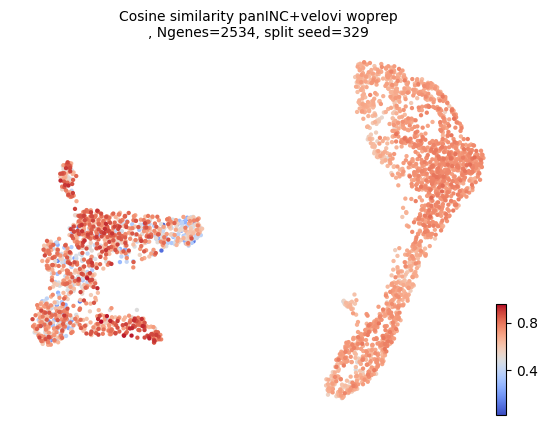 Cosine similarity panINC+velovi woprep
, Ngenes=2534, split seed=329
0.8
0.4